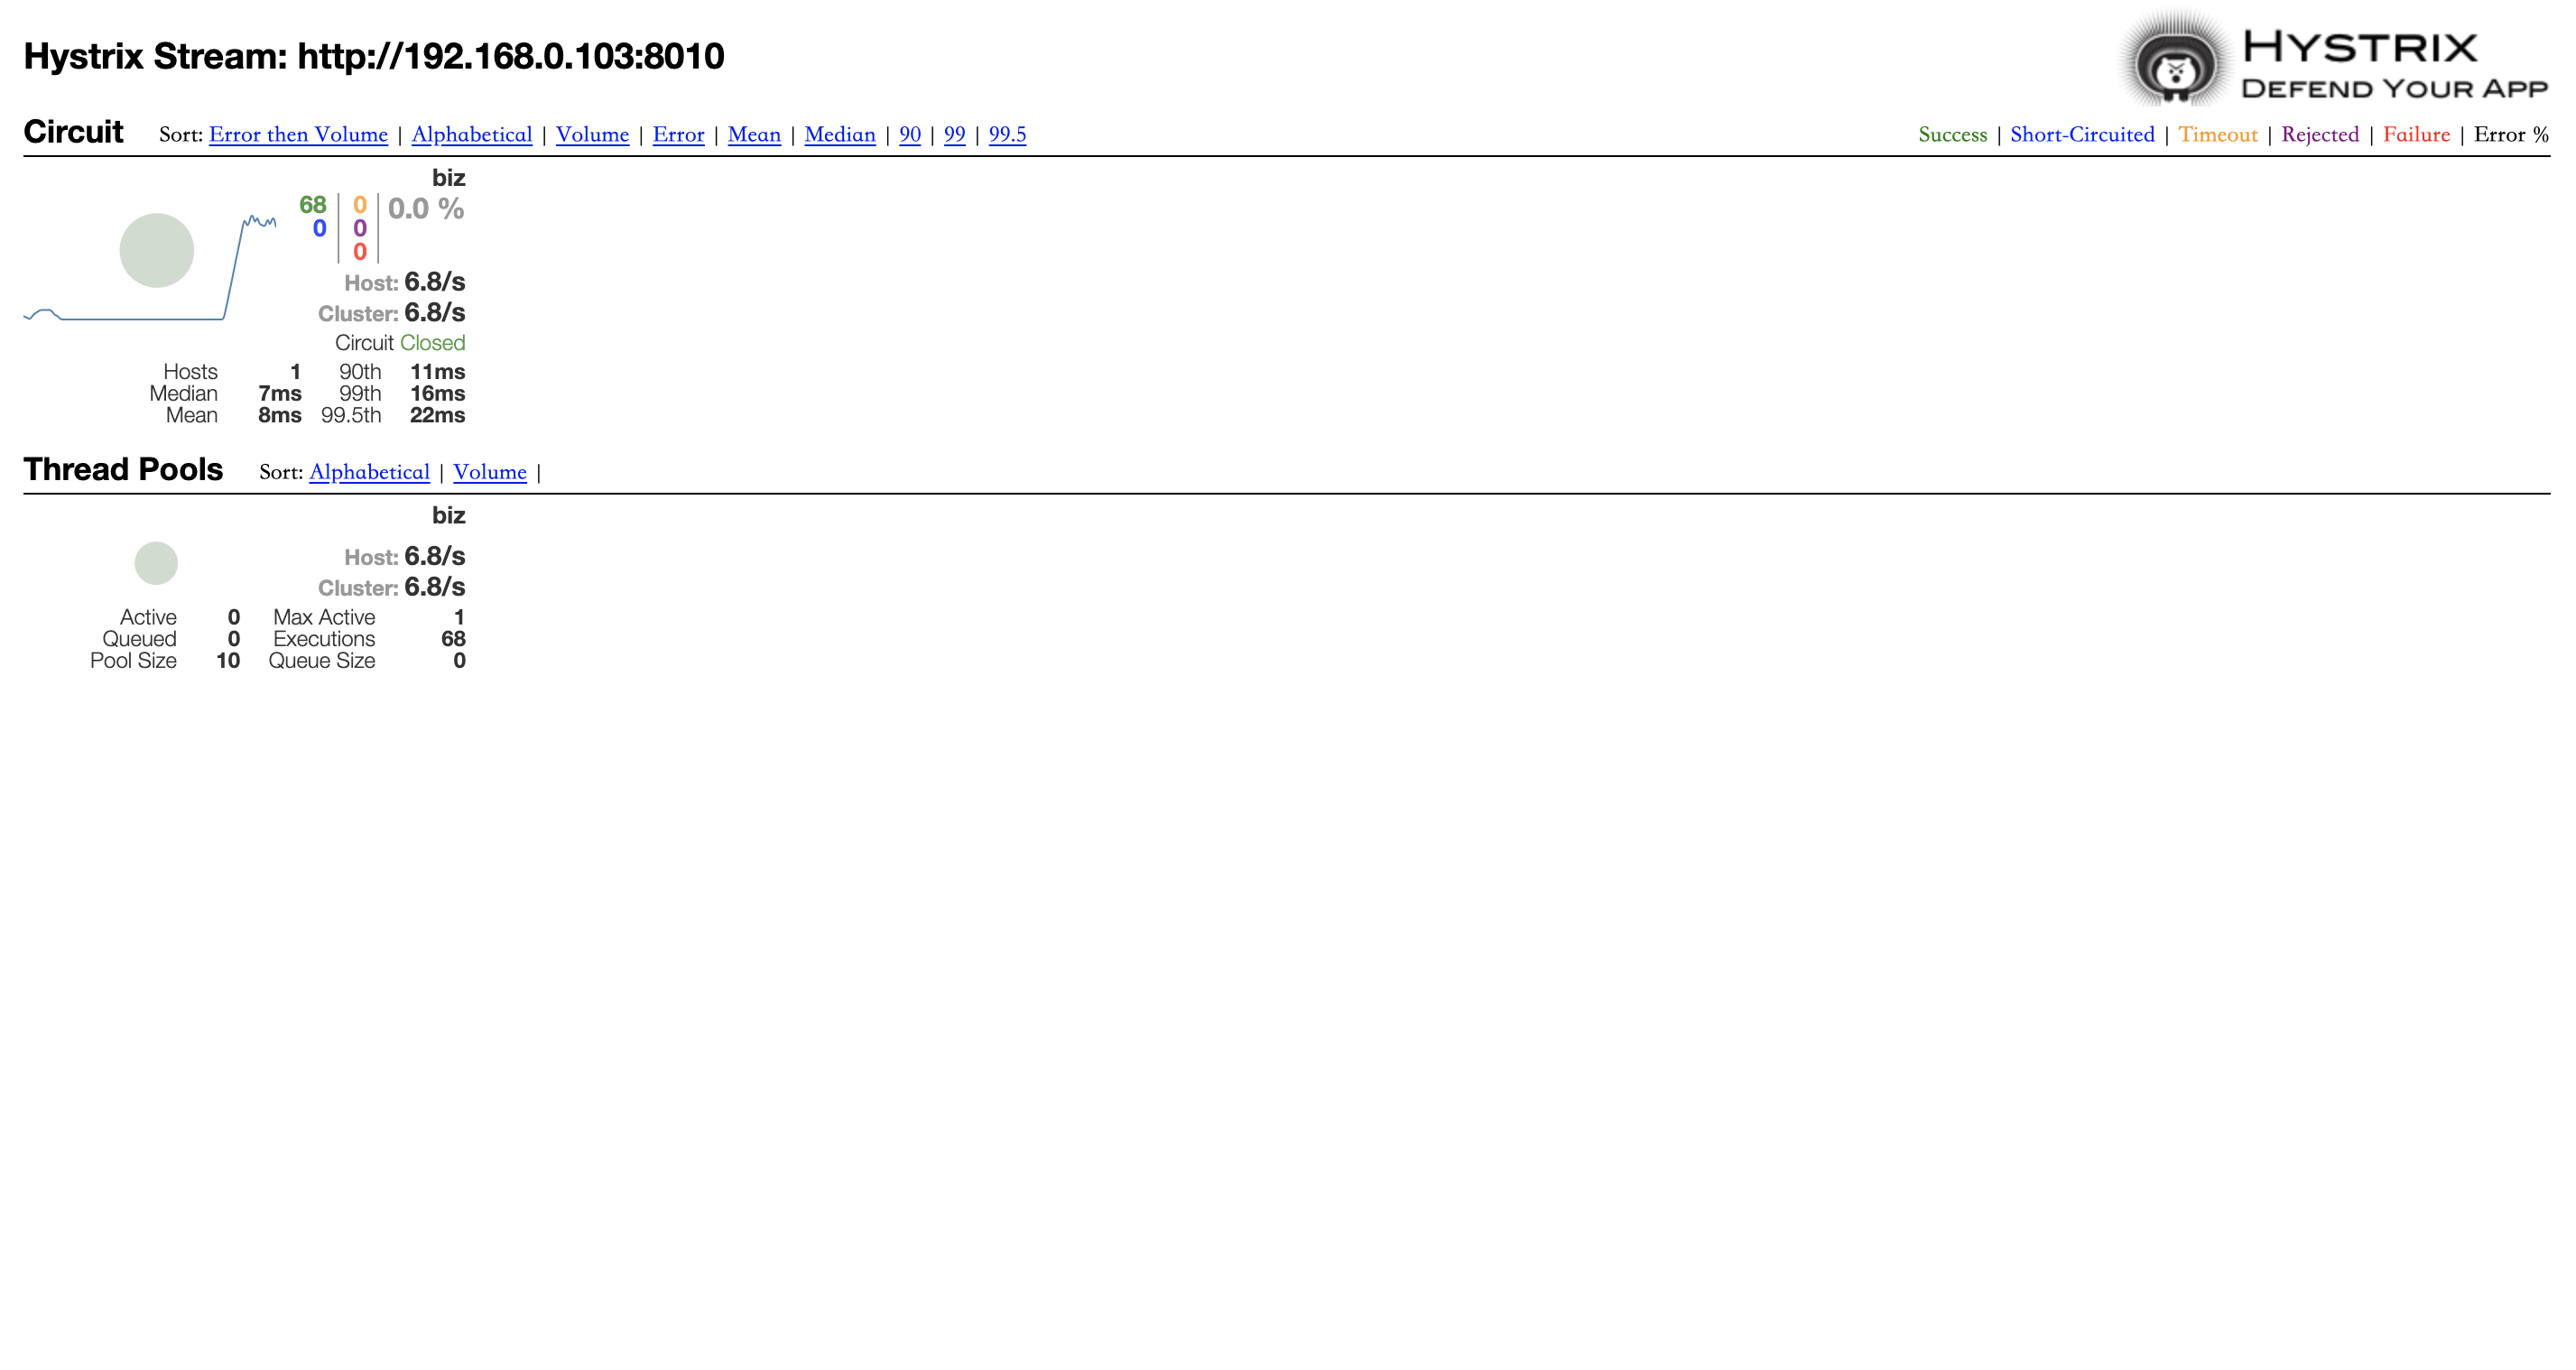 Hystrix Stream: http://192.168.0.103:8010
HYSTRIX
DEFEND YOUR APP
Circuit Sort: Error then Volume | Alphabetical | Volume | Error | Mean | Median | 90 | 99 | 99.5
Success | Short-Circuited | Timeout | Rejected | Failure | Error %
biz
68 0 0.0 %
0 0
0
Host: 6.8/s
Cluster: 6.8/s
Circuit Closed
Hosts 1 90th 11ms
Median 7ms 99th 16ms
Mean 8ms 99.5th 22ms
Thread Pools Sort: Alphabetical | Volume |
biz
Host: 6.8/s
Cluster: 6.8/s
Active 0 Max Active 1
Queued 0 Executions 68
Pool Size 10 Queue Size 0